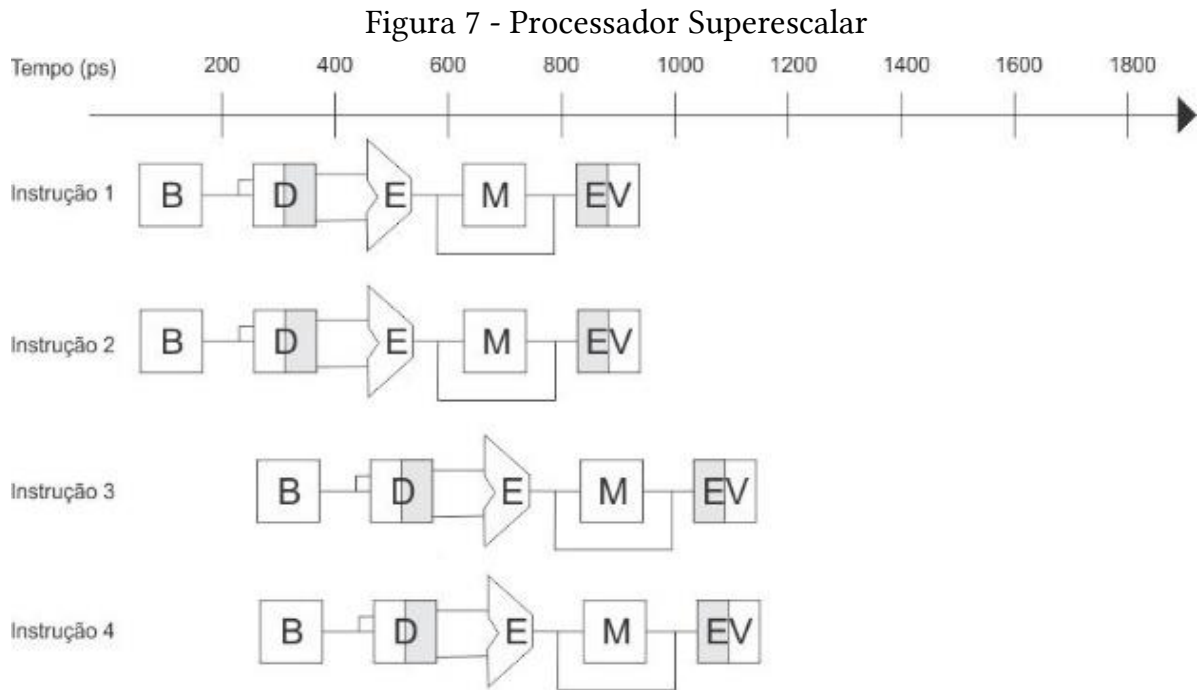 Figura 7 - Processador Superescalar
Tempo (ps) 200 400 600 800 1000 1200 1400 1600 1800
Instrução 1 B D E M EV
Instrução 2 B D E M EV
Instrução 3 B D E M EV
Instrução 4 B D E M EV